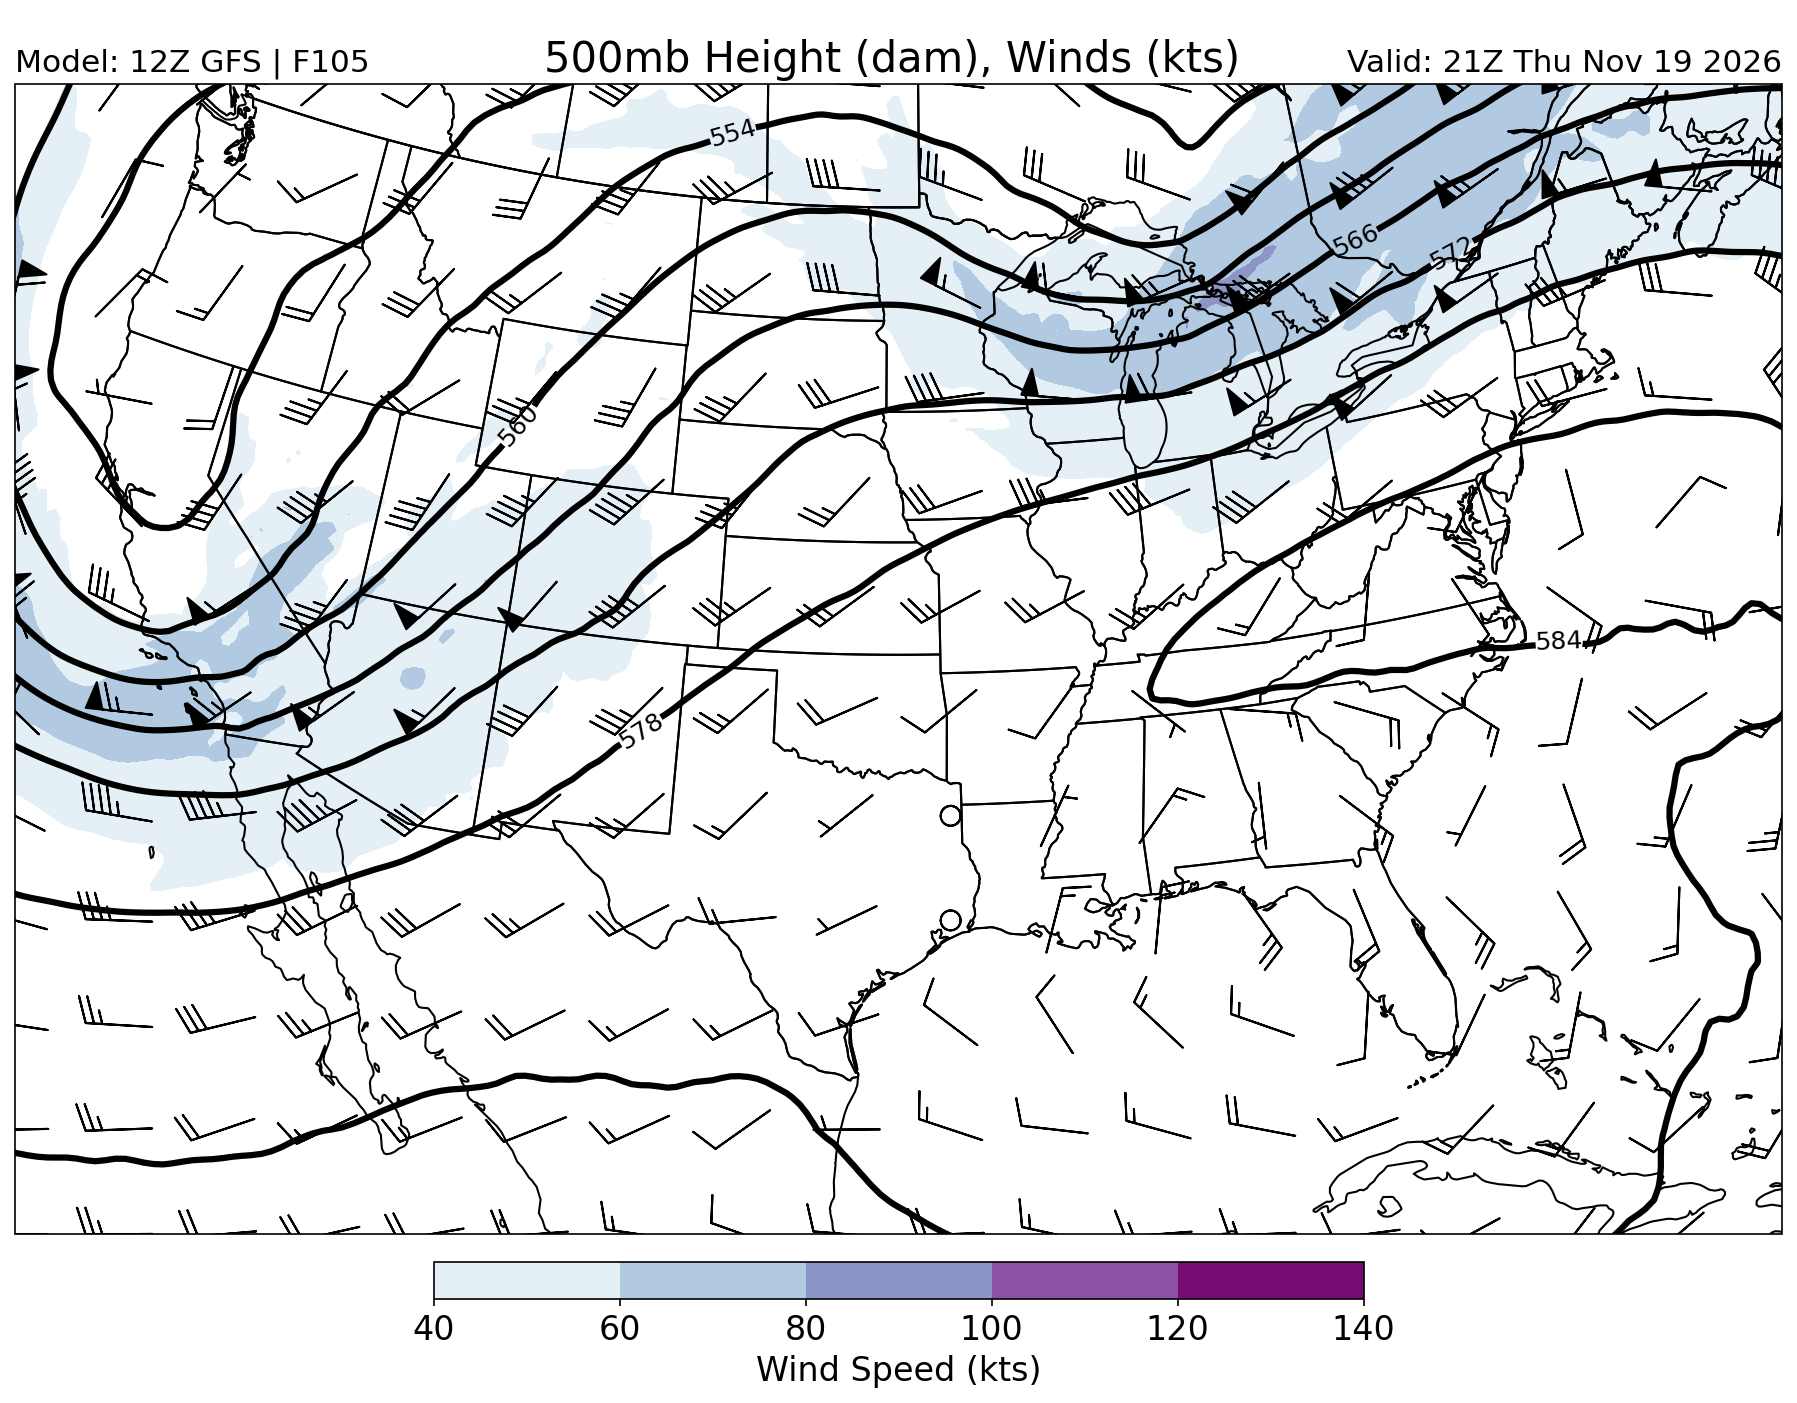 Model: 12Z GFS | F105
500mb Height (dam), Winds (kts)
Valid: 21Z Thu Nov 19 2026
554
566
572
560
584
578
40 60 80 100 120 140
Wind Speed (kts)